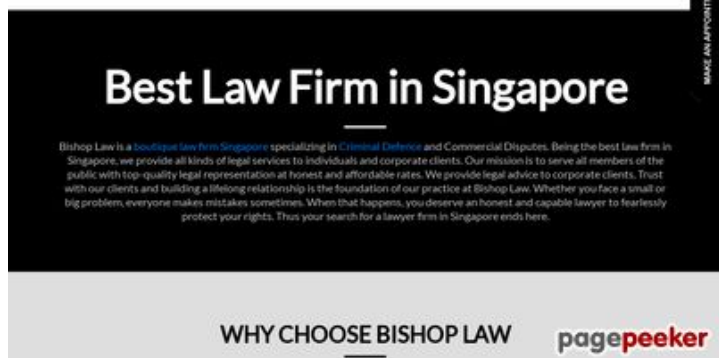 MAKE AN APPOINT
Best Law Firm in Singapore
Bishop Law is a boutique law firm Singapore specializing in Criminal Defence and Commercial Disputes. Being the best law firm in
Singapore, we provide all kinds of legal services to individuals and corporate clients. Our mission is to serve all members of the
public with top-quality legal representation at honest and affordable rates. We provide legal advice to corporate clients. Trust
with our clients and building a lifelong relationship is the foundation of our practice at Bishop Law. Whether you face a small or
big problem, everyone makes mistakes sometimes. When that happens, you deserve an honest and capable lawyer to fearlessly
protect your rights. Thus your search for a lawyer firm in Singapore ends here.
WHY CHOOSE BISHOP LAW
pagepeeker